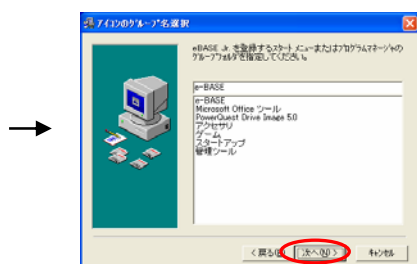 アイコンのグループ名選択
eBASE Jr. を登録するスタート メニューまたはプログラムマネージャの
グループフォルダを指定してください。
e-BASE
e-BASE
Microsoft Office ツール
PowerQuest Drive Image 5.0
アクセサリ
ゲーム
スタートアップ
管理ツール
< 戻る(B)
次へ(N) >
キャンセル